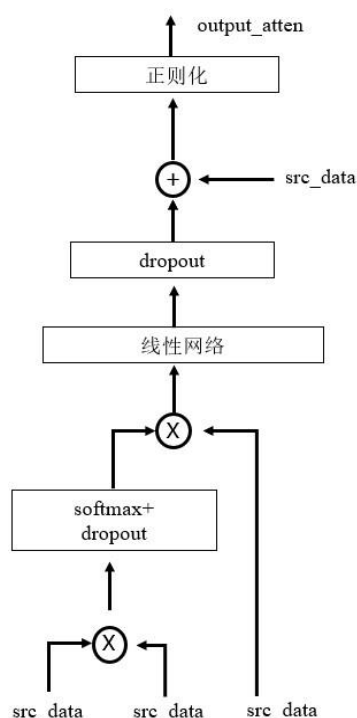 output_atten
正则化
+
src_data
dropout
线性网络
X
softmax+
dropout
X
src_data
src_data
src_data